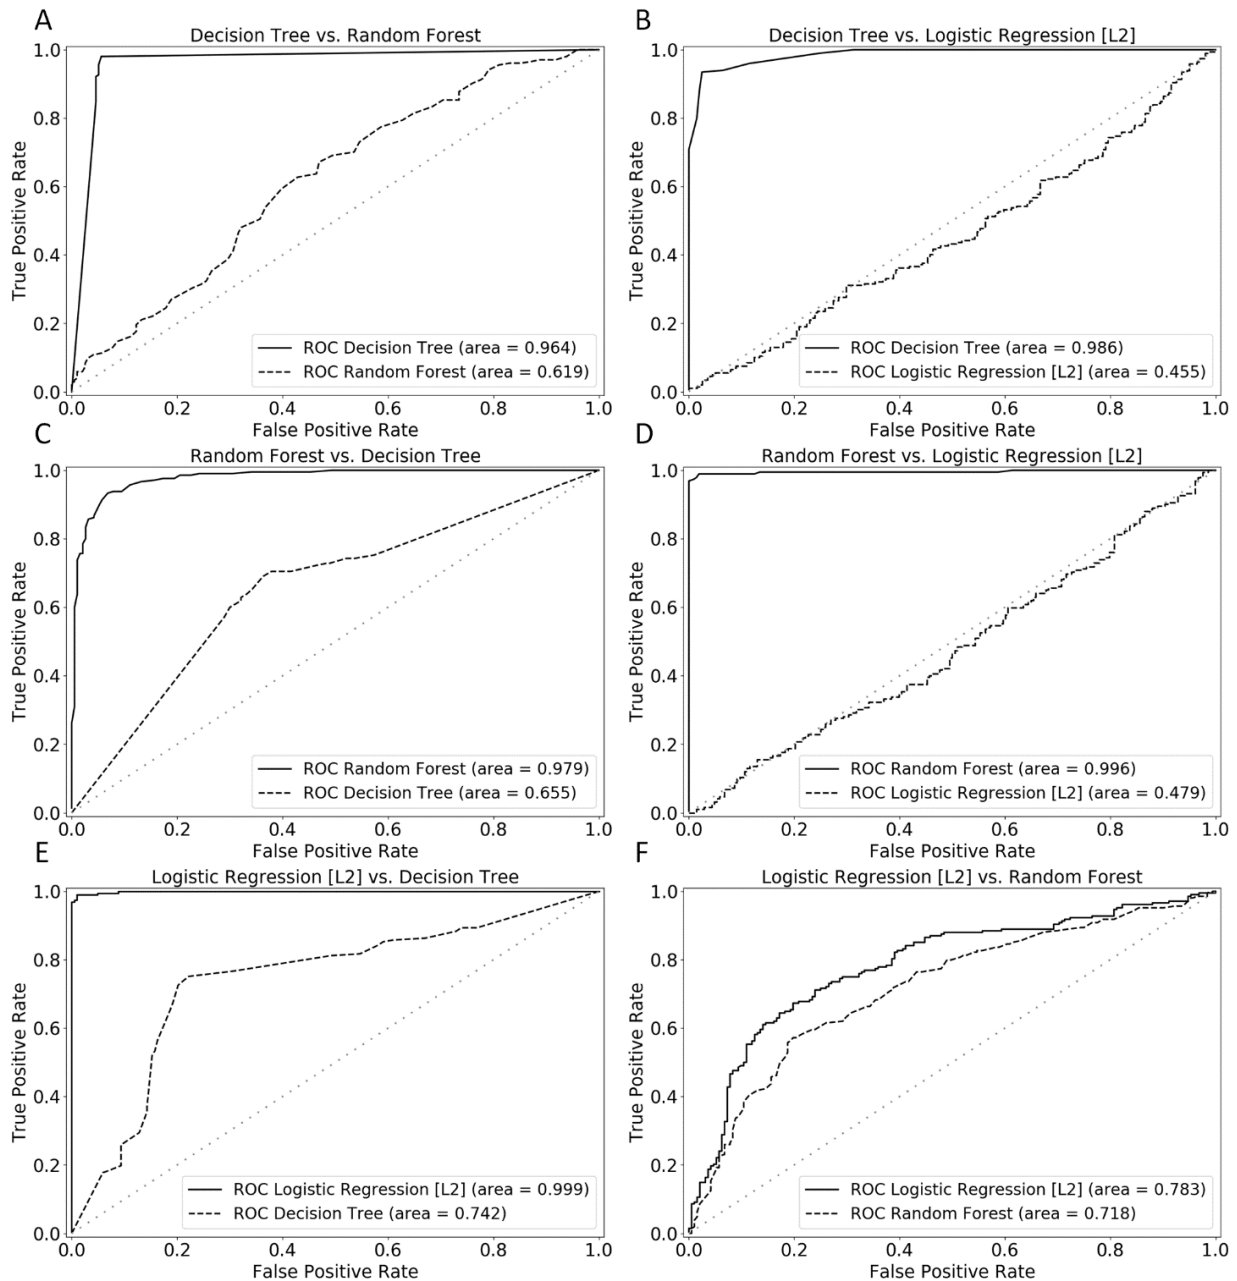 A
Decision Tree vs. Random Forest
1.0
0.8
0.6
0.4
0.2
0.0
True Positive Rate
ROC Decision Tree (area = 0.964)
ROC Random Forest (area = 0.619)
0.0 0.2 0.4 0.6 0.8 1.0
False Positive Rate
B
Decision Tree vs. Logistic Regression [L2]
1.0
0.8
0.6
0.4
0.2
0.0
True Positive Rate
ROC Decision Tree (area = 0.986)
ROC Logistic Regression [L2] (area = 0.455)
0.0 0.2 0.4 0.6 0.8 1.0
False Positive Rate
C
Random Forest vs. Decision Tree
1.0
0.8
0.6
0.4
0.2
0.0
True Positive Rate
ROC Random Forest (area = 0.979)
ROC Decision Tree (area = 0.655)
0.0 0.2 0.4 0.6 0.8 1.0
False Positive Rate
D
Random Forest vs. Logistic Regression [L2]
1.0
0.8
0.6
0.4
0.2
0.0
True Positive Rate
ROC Random Forest (area = 0.996)
ROC Logistic Regression [L2] (area = 0.479)
0.0 0.2 0.4 0.6 0.8 1.0
False Positive Rate
E
Logistic Regression [L2] vs. Decision Tree
1.0
0.8
0.6
0.4
0.2
0.0
True Positive Rate
ROC Logistic Regression [L2] (area = 0.999)
ROC Decision Tree (area = 0.742)
0.0 0.2 0.4 0.6 0.8 1.0
False Positive Rate
F
Logistic Regression [L2] vs. Random Forest
1.0
0.8
0.6
0.4
0.2
0.0
True Positive Rate
ROC Logistic Regression [L2] (area = 0.783)
ROC Random Forest (area = 0.718)
0.0 0.2 0.4 0.6 0.8 1.0
False Positive Rate